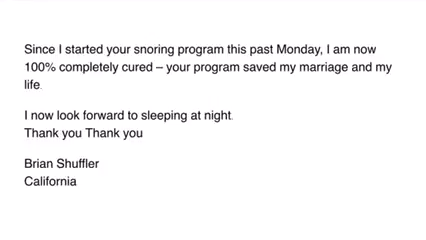 Since I started your snoring program this past Monday, I am now
100% completely cured – your program saved my marriage and my
life.
I now look forward to sleeping at night.
Thank you Thank you
Brian Shuffler
California